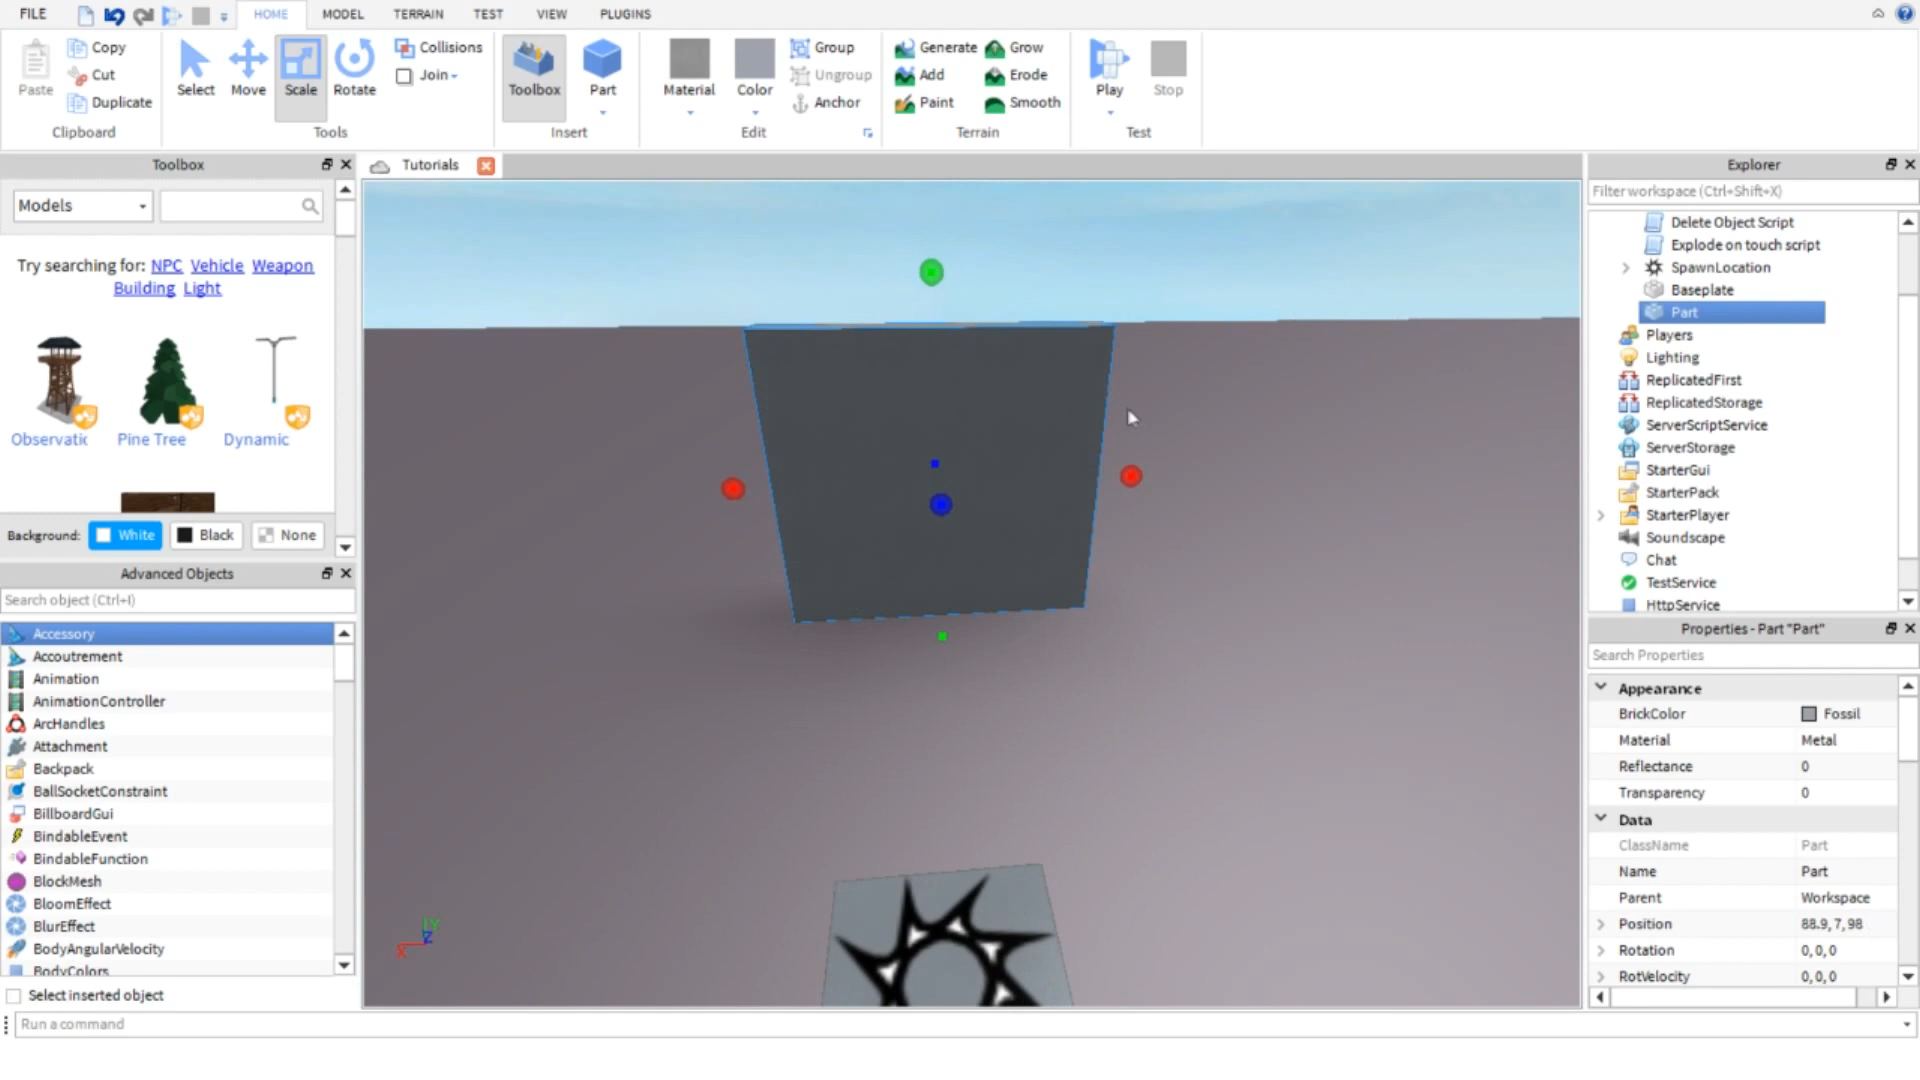 FILE HOME MODEL TERRAIN TEST VIEW PLUGINS
Paste
Copy
Cut
Duplicate
Clipboard
Select Move Scale Rotate
Collisions
Join
Tools
Toolbox Part
Insert
Material Color
Group
Ungroup
Anchor
Edit
Generate Grow
Add Erode
Paint Smooth
Terrain
Play Stop
Test
Toolbox
Models
Try searching for: NPC Vehicle Weapon
Building Light
Observatic Pine Tree Dynamic
Background: White Black None
Advanced Objects
Search object (Ctrl+I)
Accessory
Accoutrement
Animation
AnimationController
ArcHandles
Attachment
Backpack
BallSocketConstraint
BillboardGui
BindableEvent
BindableFunction
BlockMesh
BloomEffect
BlurEffect
BodyAngularVelocity
BodyColors
Select inserted object
Run a command
Tutorials
Y
Z
X
Explorer
Filter workspace (Ctrl+Shift+X)
Delete Object Script
Explode on touch script
SpawnLocation
Baseplate
Part
Players
Lighting
ReplicatedFirst
ReplicatedStorage
ServerScriptService
ServerStorage
StarterGui
StarterPack
StarterPlayer
Soundscape
Chat
TestService
HttpService
Properties - Part "Part"
Search Properties
Appearance
BrickColor Fossil
Material Metal
Reflectance 0
Transparency 0
Data
ClassName Part
Name Part
Parent Workspace
Position 88.9, 7, 98
Rotation 0, 0, 0
RotVelocity 0, 0, 0